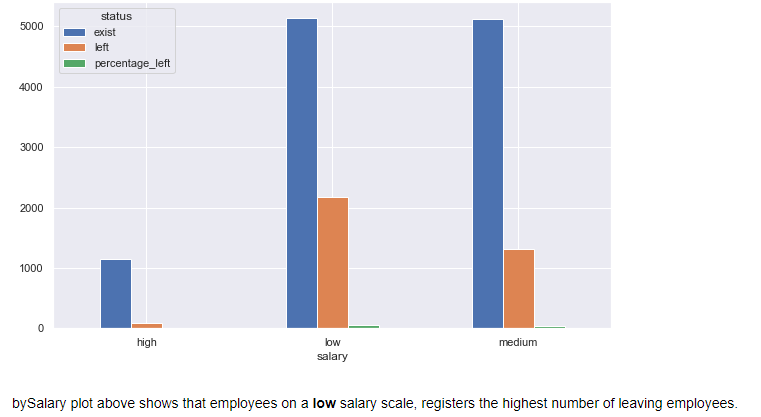 status
exist
left
percentage_left
5000
4000
3000
2000
1000
0
high low medium
salary
bySalary plot above shows that employees on a low salary scale, registers the highest number of leaving employees.